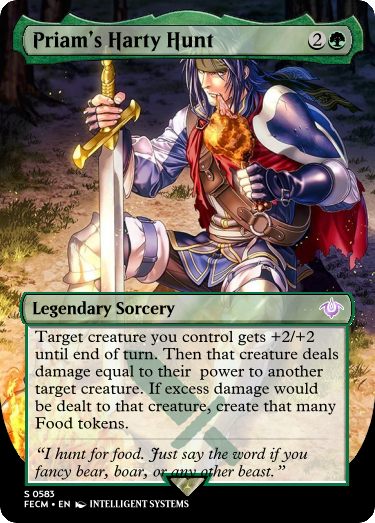 Priam's Harty Hunt 2
Legendary Sorcery
Target creature you control gets +2/+2
until end of turn. Then that creature deals
damage equal to their power to another
target creature. If excess damage would
be dealt to that creature, create that many
Food tokens.
“I hunt for food. Just say the word if you
fancy bear, boar, or any other beast.”
S 0583
FECM • EN INTELLIGENT SYSTEMS